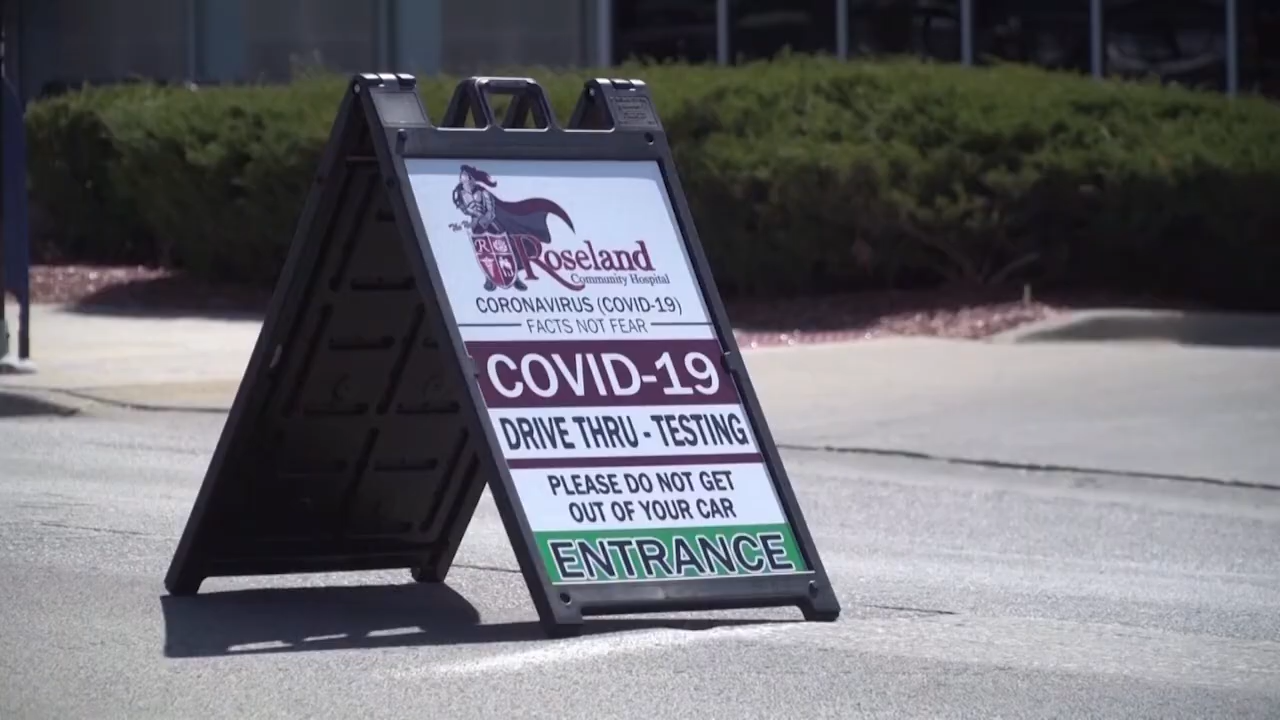 Roseland
Community Hospital
CORONAVIRUS (COVID-19)
FACTS NOT FEAR
COVID-19
DRIVE THRU - TESTING
PLEASE DO NOT GET
OUT OF YOUR CAR
ENTRANCE